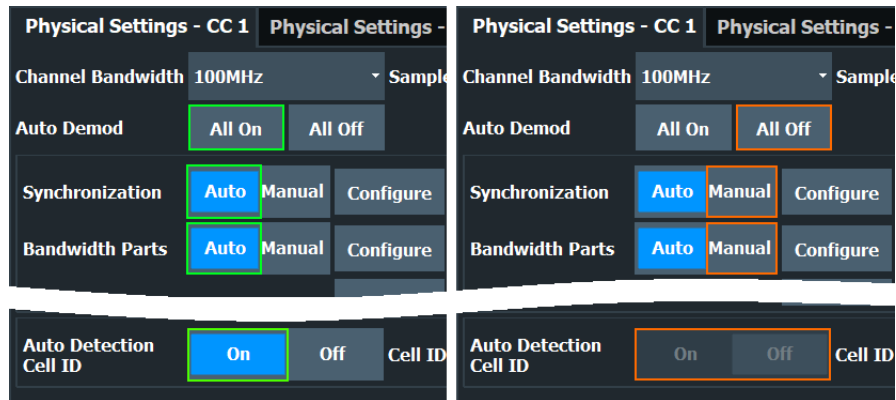 Physical Settings - CC 1 Physical Settings -
Channel Bandwidth 100MHz Sample
Auto Demod All On All Off
Synchronization Auto Manual Configure
Bandwidth Parts Auto Manual Configure
Auto Detection
Cell ID On Off Cell ID
Physical Settings - CC 1 Physical Settings -
Channel Bandwidth 100MHz Sample
Auto Demod All On All Off
Synchronization Auto Manual Configure
Bandwidth Parts Auto Manual Configure
Auto Detection
Cell ID On Off Cell ID